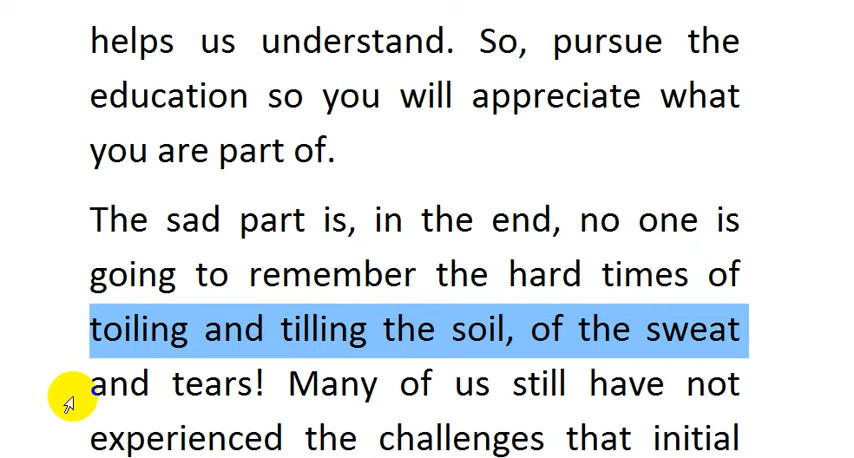 helps us understand. So, pursue the
education so you will appreciate what
you are part of.
The sad part is, in the end, no one is
going to remember the hard times of
toiling and tilling the soil, of the sweat
and tears! Many of us still have not
experienced the challenges that initial